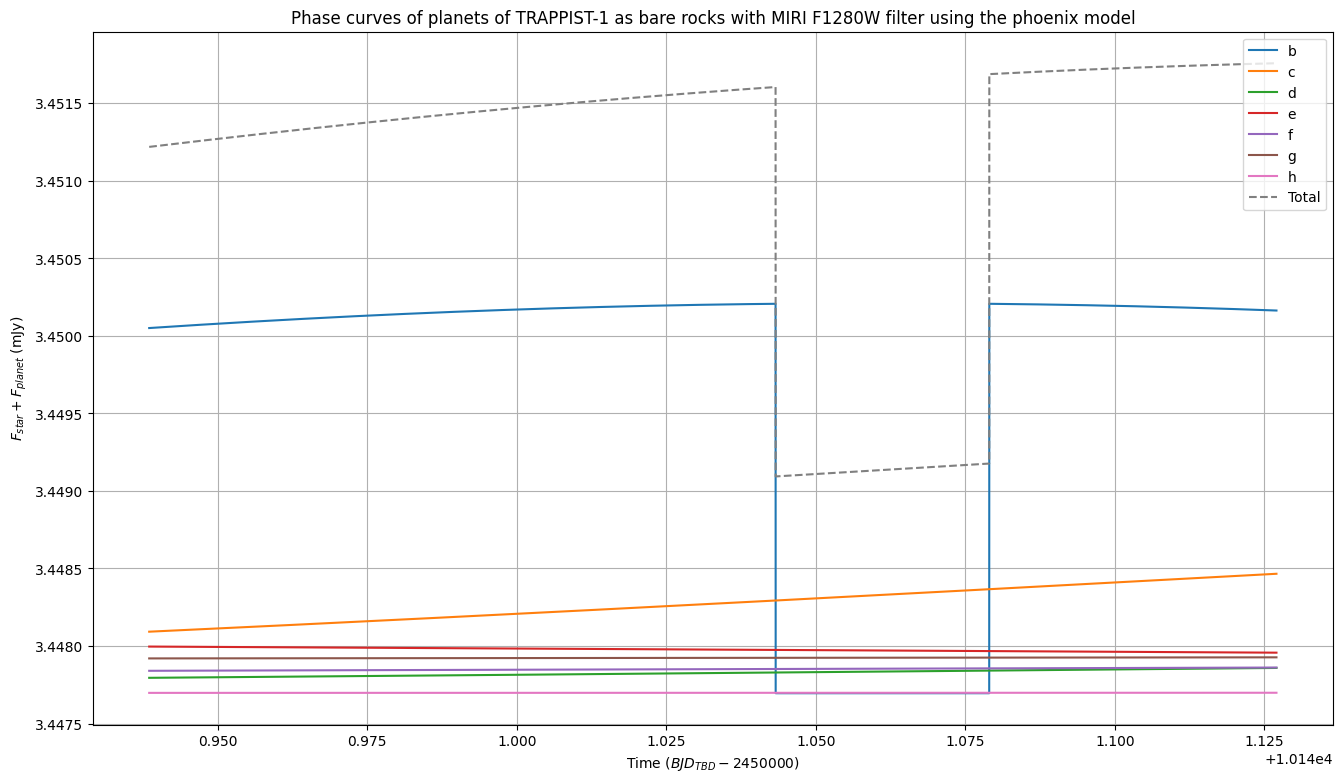 Phase curves of planets of TRAPPIST-1 as bare rocks with MIRI F1280W filter using the phoenix model
b
c
d
e
f
g
h
Total
3.4515
3.4510
3.4505
3.4500
3.4495
3.4490
3.4485
3.4480
3.4475
F_{star} + F_{planet} (mJy)
0.950
0.975
1.000
1.025
1.050
1.075
1.100
1.125
+1.014e4
Time (BJD_{TBD} − 2450000)